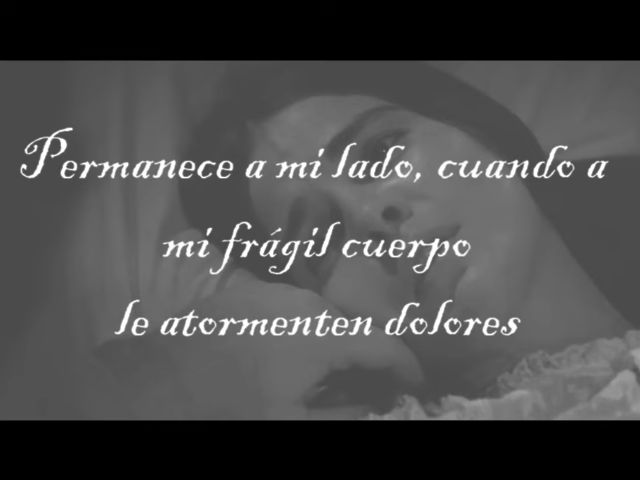 Permanece a mi lado, cuando a
mi frágil cuerpo
le atormenten dolores